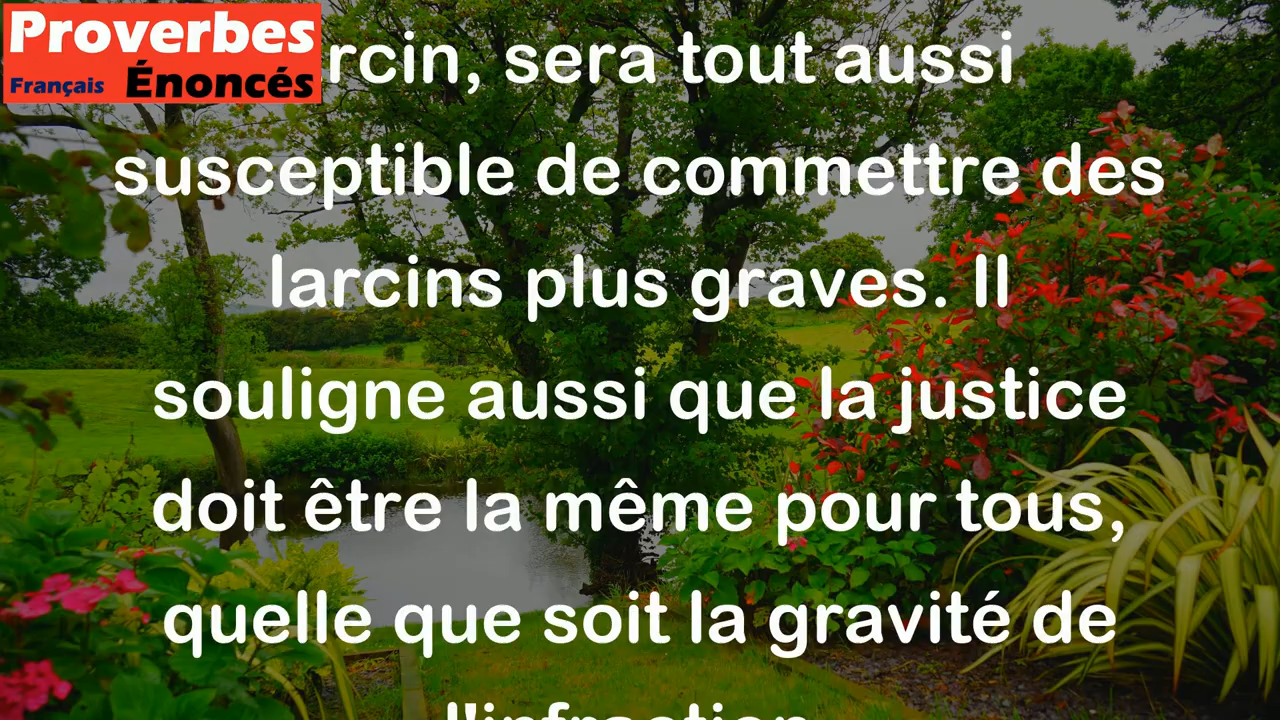 Proverbes
Français Énoncés
rcin, sera tout aussi
susceptible de commettre des
larcins plus graves. Il
souligne aussi que la justice
doit être la même pour tous,
quelle que soit la gravité de
l'infraction